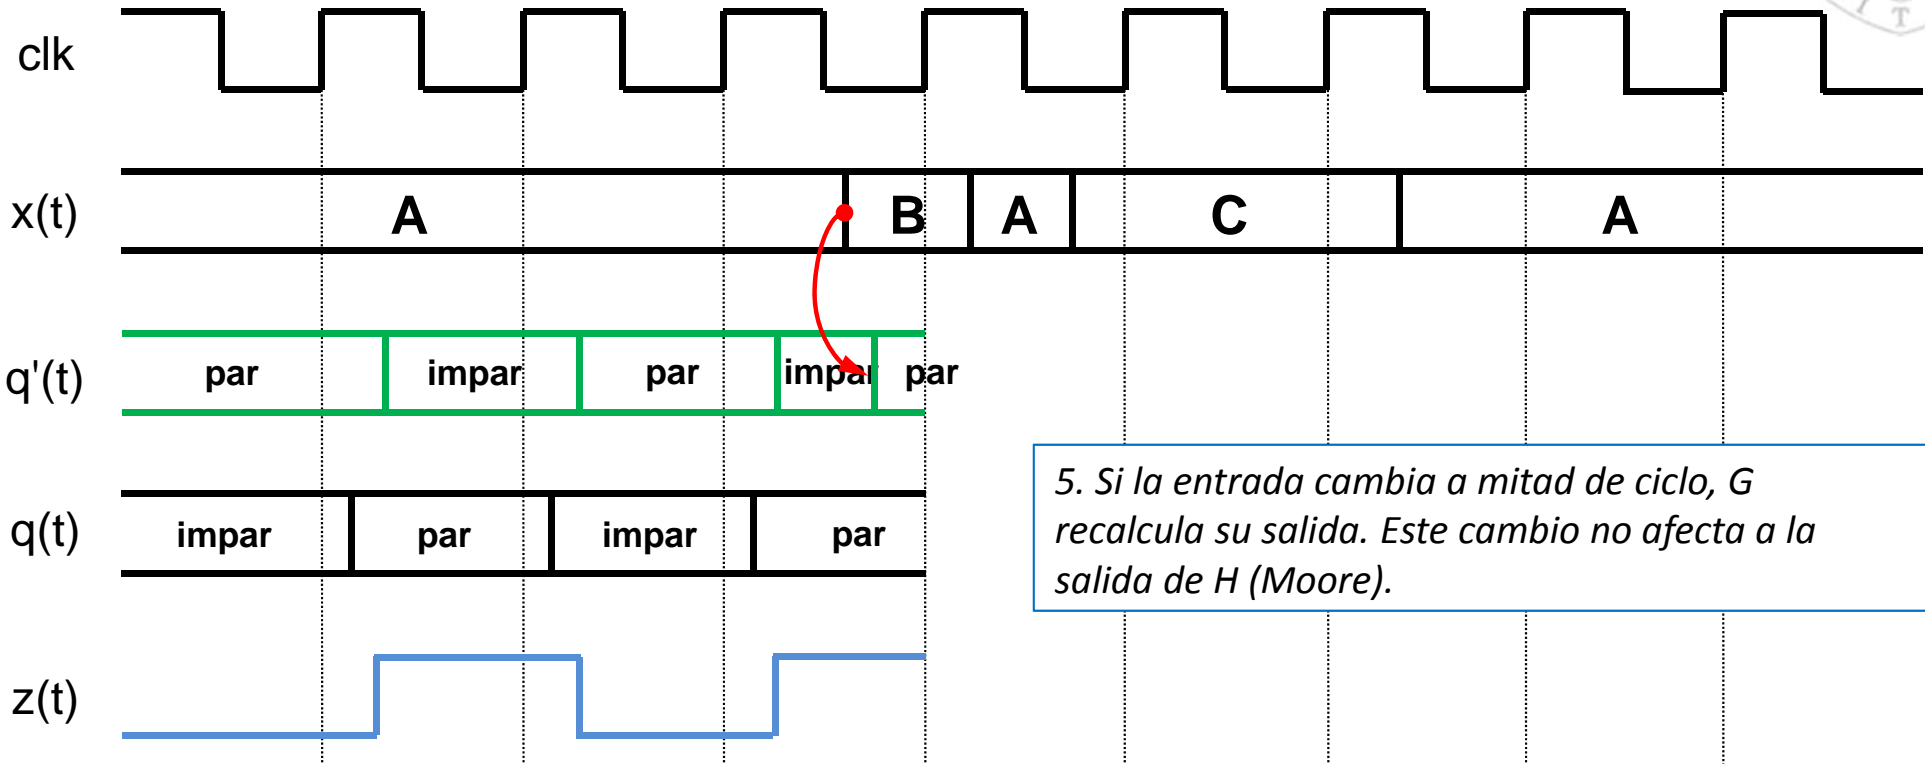 clk
x(t)
A
B
A
C
A
q'(t)
par
impar
par
impar
par
q(t)
impar
par
impar
par
5. Si la entrada cambia a mitad de ciclo, G
recalcula su salida. Este cambio no afecta a la
salida de H (Moore).
z(t)